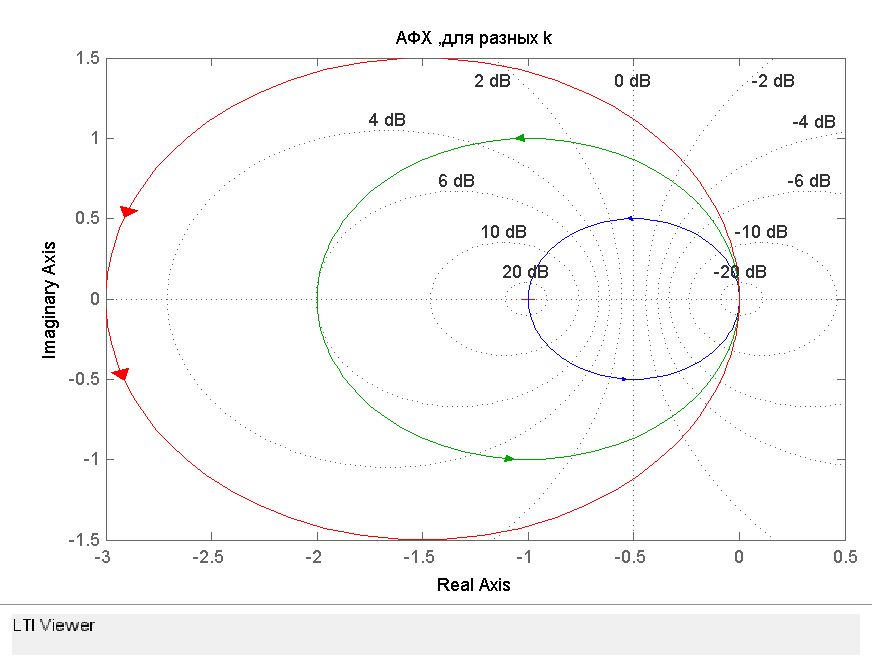 АФХ ,для разных k
1.5
2 dB
0 dB
-2 dB
4 dB
-4 dB
1
6 dB
-6 dB
0.5
10 dB
-10 dB
20 dB
-20 dB
Imaginary Axis
0
-0.5
-1
-1.5
-3
-2.5
-2
-1.5
-1
-0.5
0
0.5
Real Axis
LTI Viewer